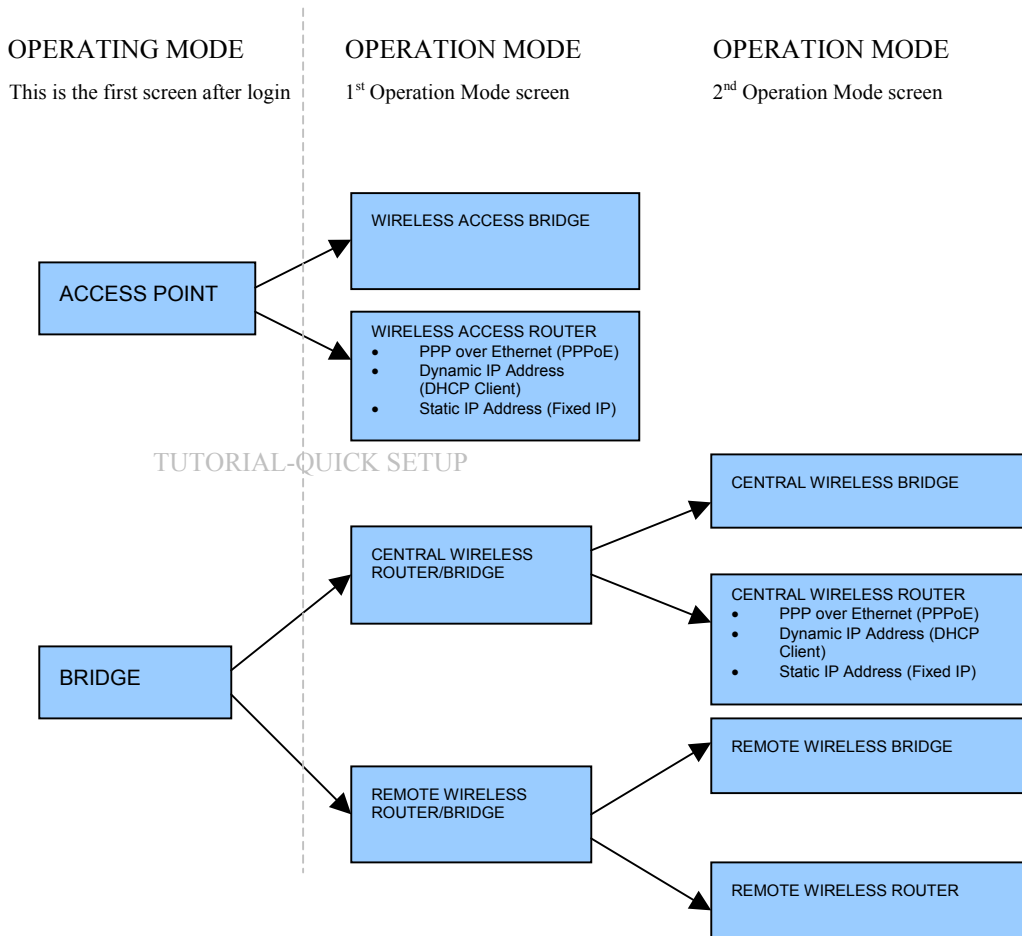 OPERATING MODE
This is the first screen after login
OPERATION MODE
1st Operation Mode screen
OPERATION MODE
2nd Operation Mode screen
ACCESS POINT
WIRELESS ACCESS BRIDGE
WIRELESS ACCESS ROUTER
• PPP over Ethernet (PPPoE)
• Dynamic IP Address
(DHCP Client)
• Static IP Address (Fixed IP)
TUTORIAL-QUICK SETUP
BRIDGE
CENTRAL WIRELESS
ROUTER/BRIDGE
CENTRAL WIRELESS BRIDGE
CENTRAL WIRELESS ROUTER
• PPP over Ethernet (PPPoE)
• Dynamic IP Address (DHCP
Client)
• Static IP Address (Fixed IP)
REMOTE WIRELESS
ROUTER/BRIDGE
REMOTE WIRELESS BRIDGE
REMOTE WIRELESS ROUTER